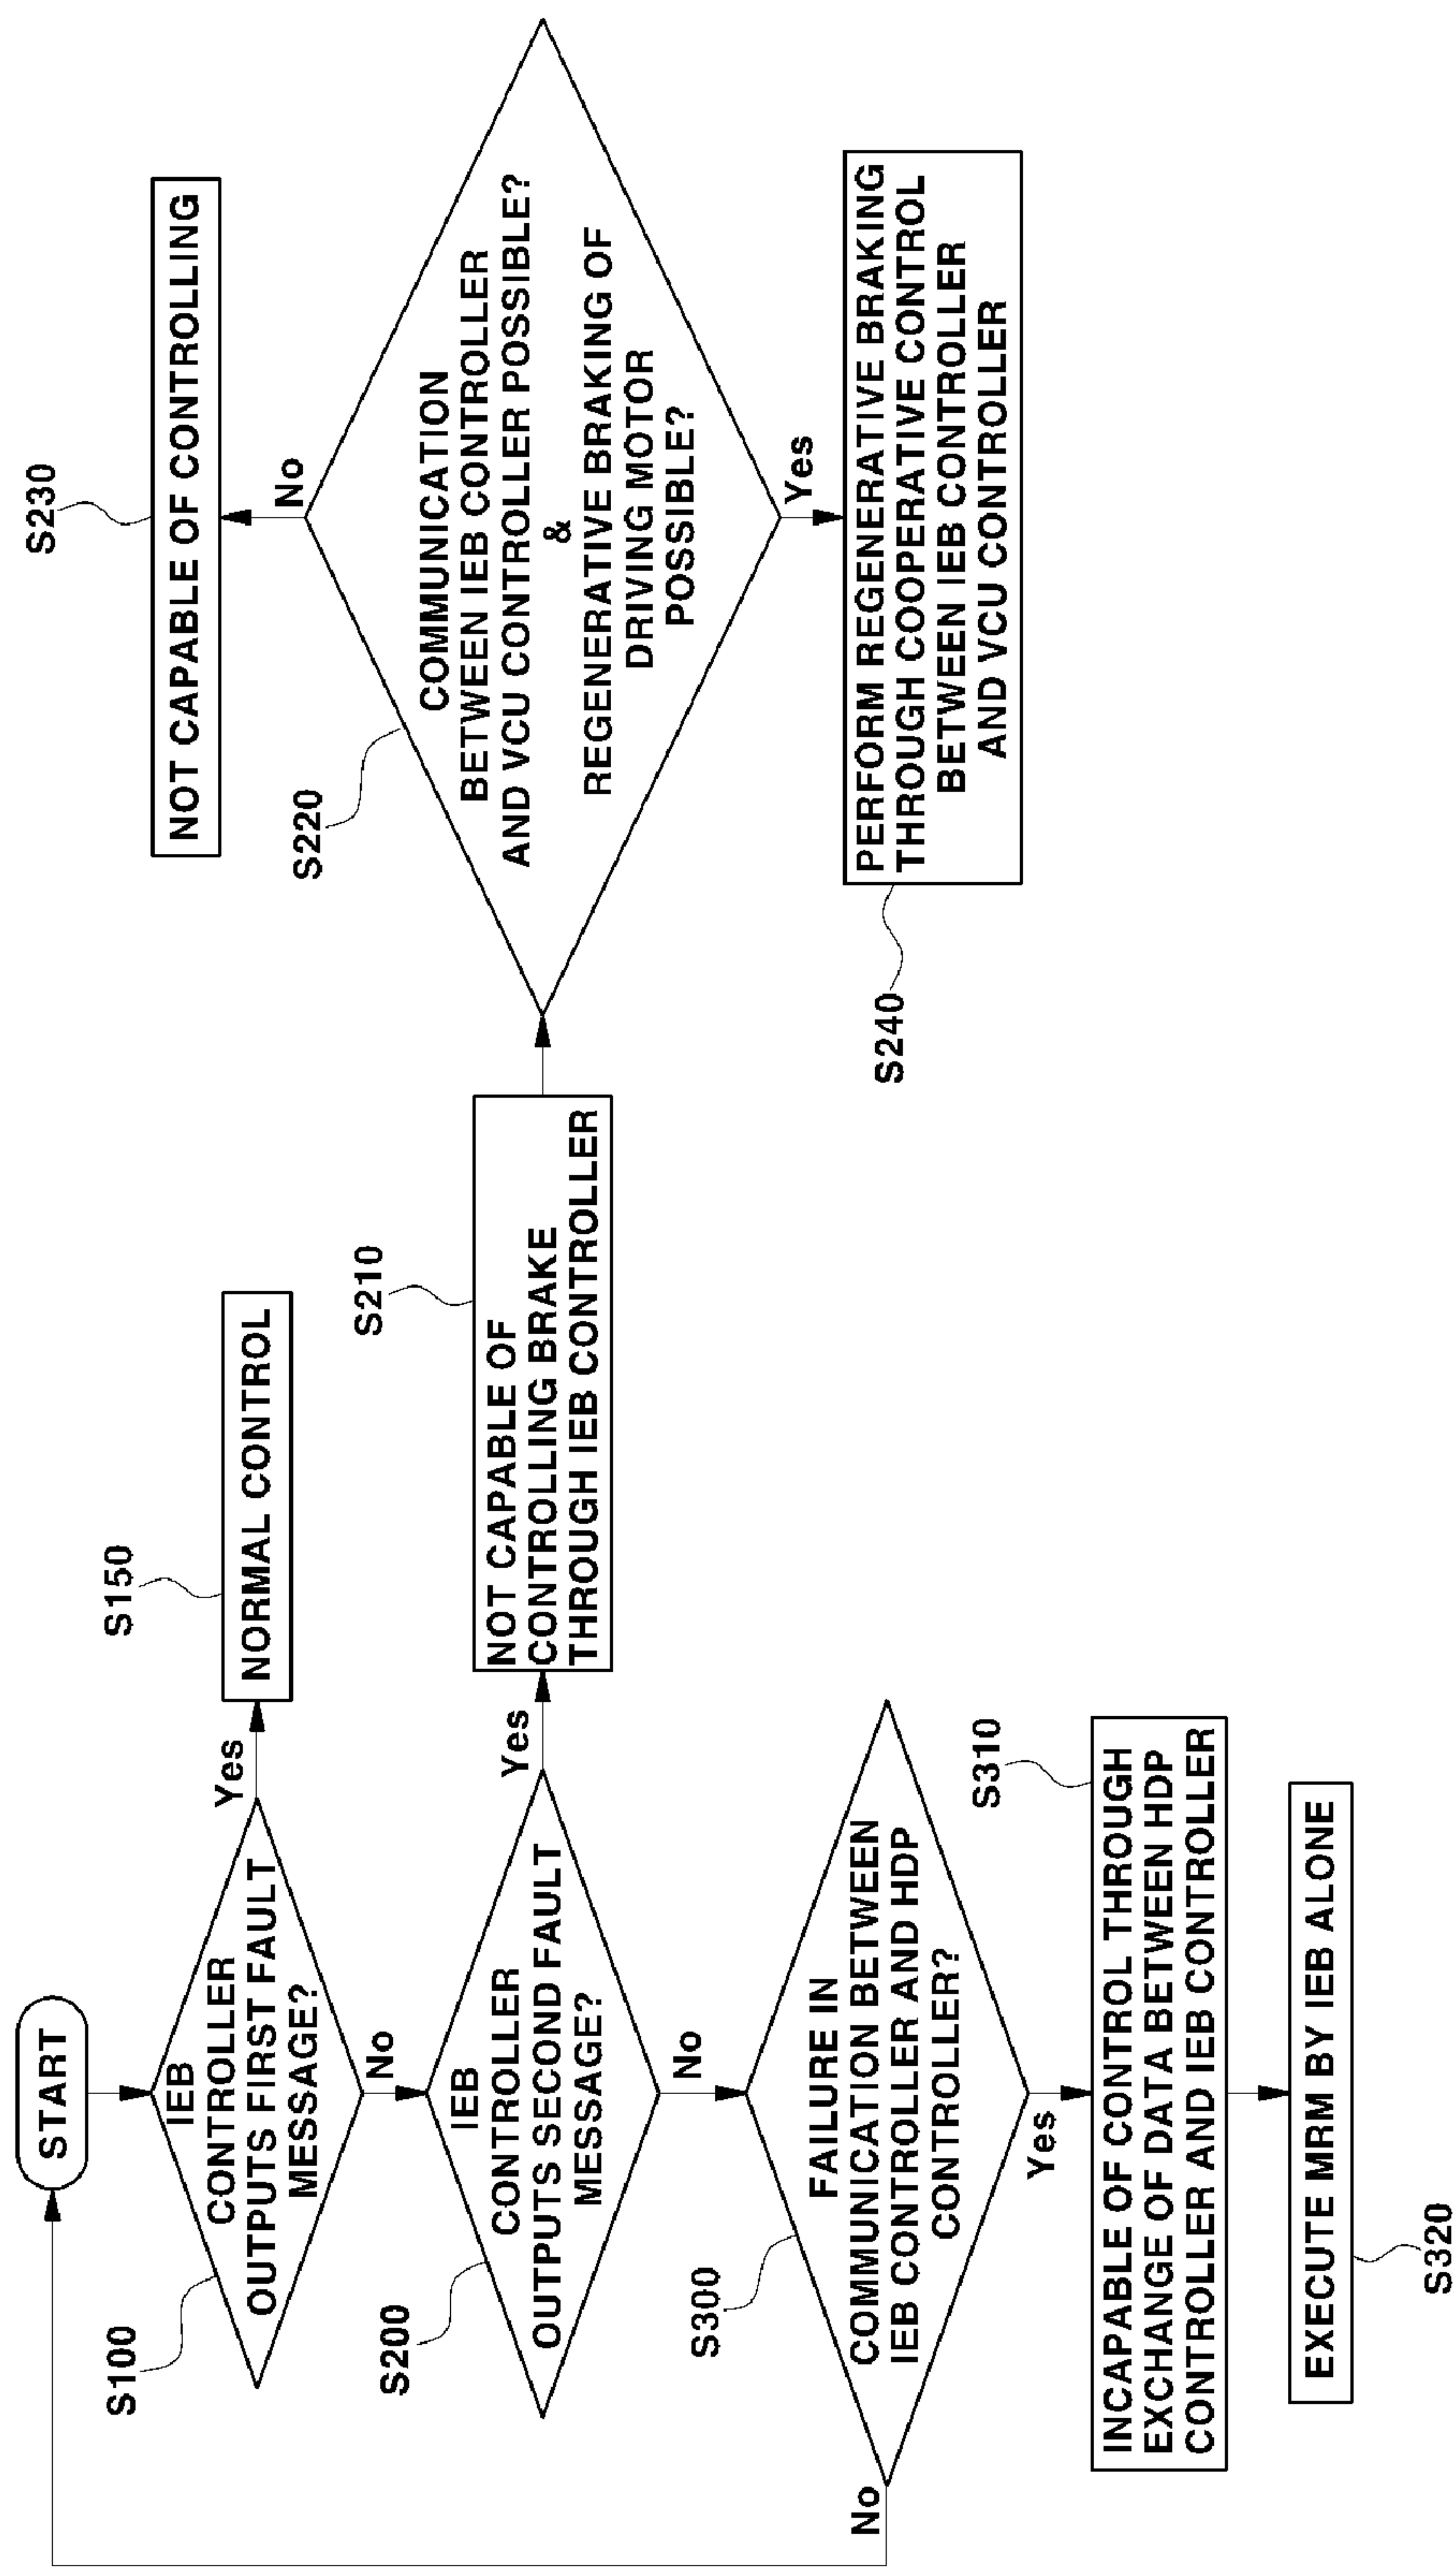 START
S100
IEB
CONTROLLER
OUTPUTS FIRST FAULT
MESSAGE?
Yes
S150
NORMAL CONTROL
No
S200
IEB
CONTROLLER
OUTPUTS SECOND FAULT
MESSAGE?
Yes
S210
NOT CAPABLE OF
CONTROLLING BRAKE
THROUGH IEB CONTROLLER
S220
COMMUNICATION
BETWEEN IEB CONTROLLER
AND VCU CONTROLLER POSSIBLE?
&
REGENERATIVE BRAKING OF
DRIVING MOTOR
POSSIBLE?
No
S230
NOT CAPABLE OF CONTROLLING
Yes
S240
PERFORM REGENERATIVE BRAKING
THROUGH COOPERATIVE CONTROL
BETWEEN IEB CONTROLLER
AND VCU CONTROLLER
No
S300
FAILURE IN
COMMUNICATION BETWEEN
IEB CONTROLLER AND HDP
CONTROLLER?
No
Yes
S310
INCAPABLE OF CONTROL THROUGH
EXCHANGE OF DATA BETWEEN HDP
CONTROLLER AND IEB CONTROLLER
EXECUTE MRM BY IEB ALONE
S320